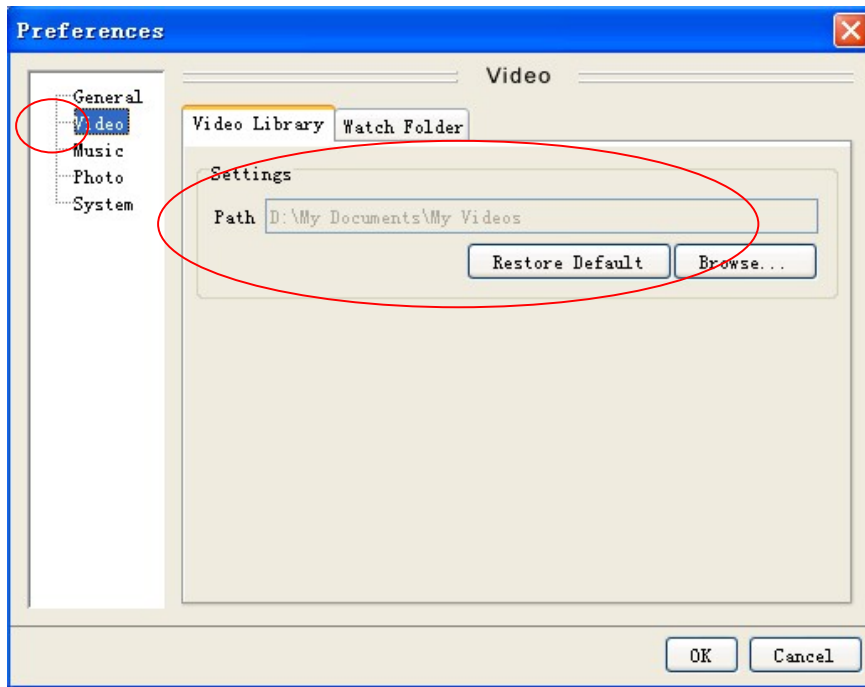 Preferences
General
Video
Music
Photo
System
Video
Video Library
Watch Folder
Settings
Path D:\My Documents\My Videos
Restore Default
Browse...
OK
Cancel